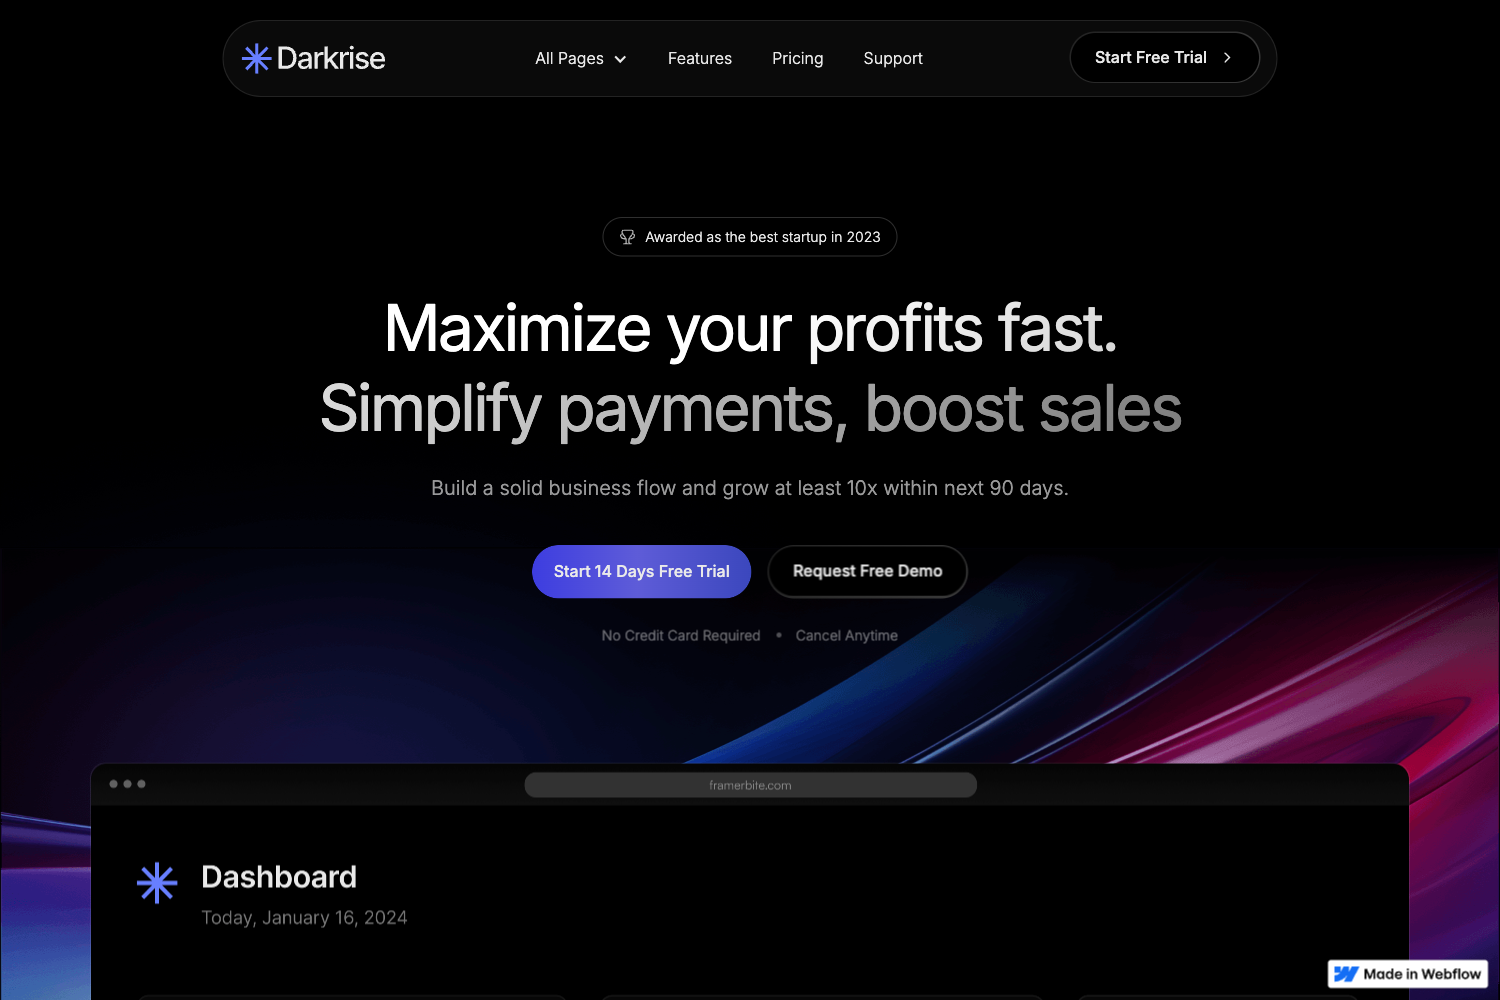 Darkrise
All Pages
Features
Pricing
Support
Start Free Trial
Awarded as the best startup in 2023
Maximize your profits fast.
Simplify payments, boost sales
Build a solid business flow and grow at least 10x within next 90 days.
Start 14 Days Free Trial
Request Free Demo
No Credit Card Required • Cancel Anytime
framerbite.com
Dashboard
Today, January 16, 2024
Made in Webflow